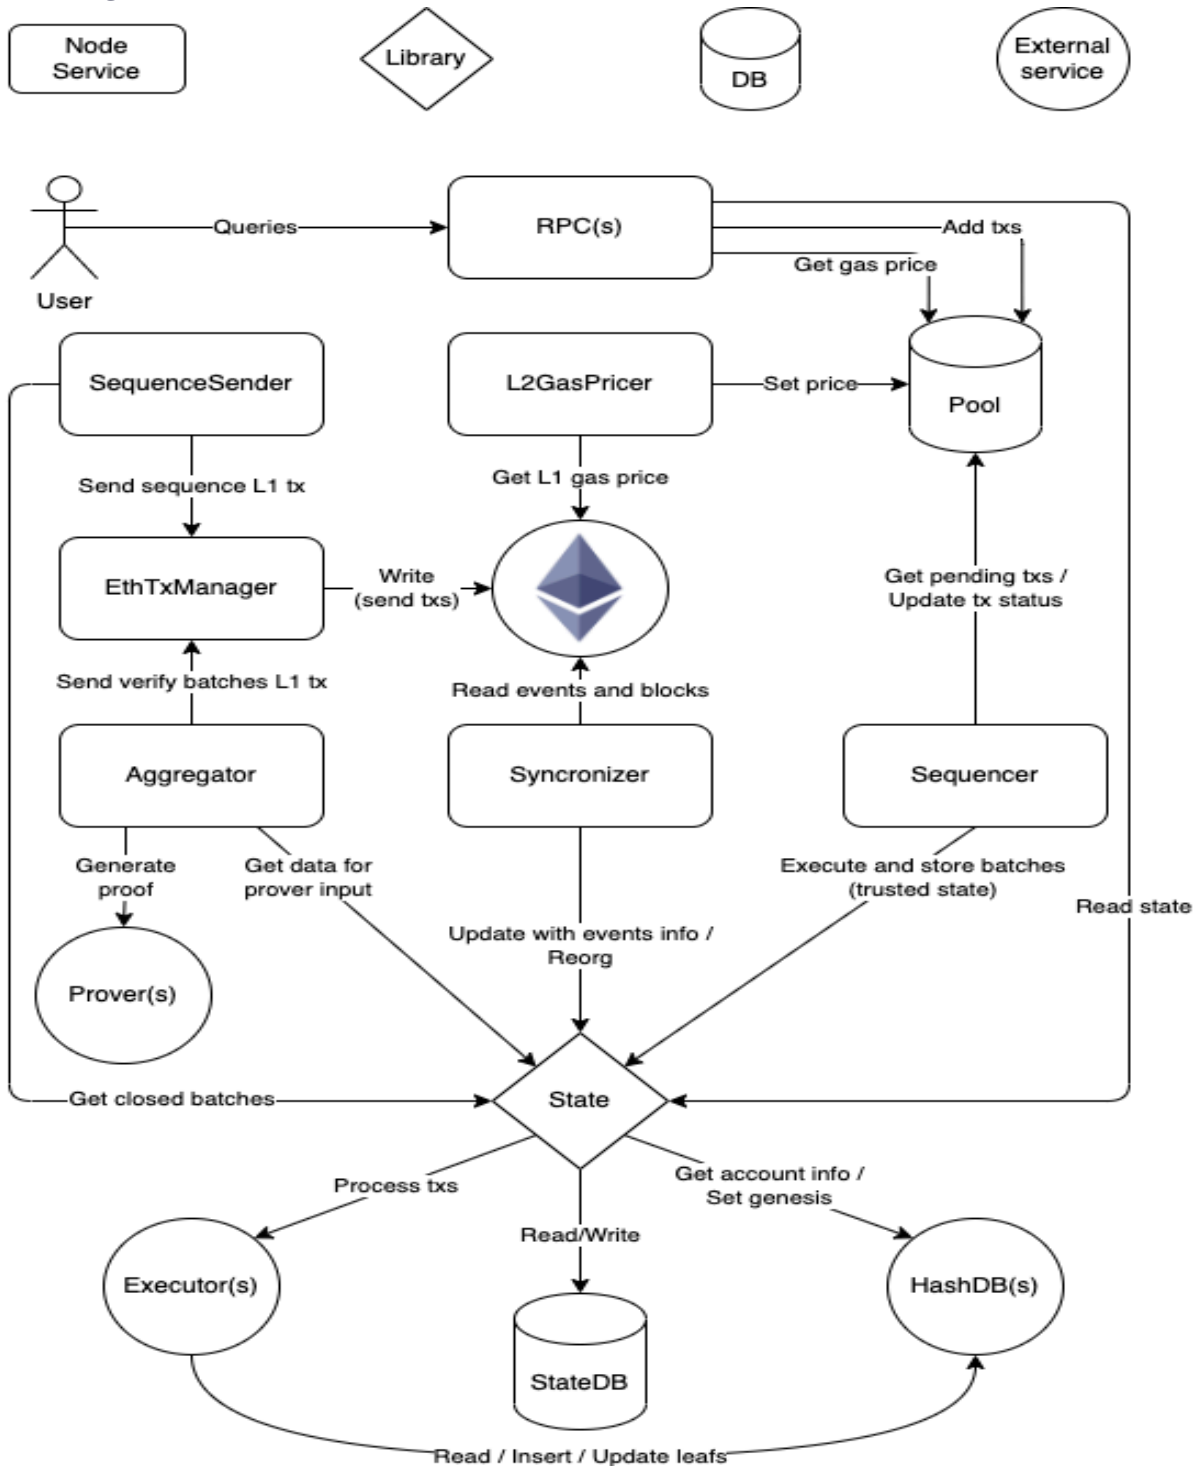 Node
Service
Library
DB
External
service
Queries
RPC(s)
Add txs
Get gas price
User
SequenceSender
L2GasPricer
Set price
Pool
Send sequence L1 tx
Get L1 gas price
EthTxManager
Write
(send txs)
Get pending txs /
Update tx status
Send verify batches L1 tx
Read events and blocks
Aggregator
Syncronizer
Sequencer
Generate
proof
Get data for
prover input
Execute and store batches
(trusted state)
Read state
Update with events info /
Reorg
Prover(s)
Get closed batches
State
Process txs
Get account info /
Set genesis
Read/Write
Executor(s)
HashDB(s)
StateDB
Read / Insert / Update leafs